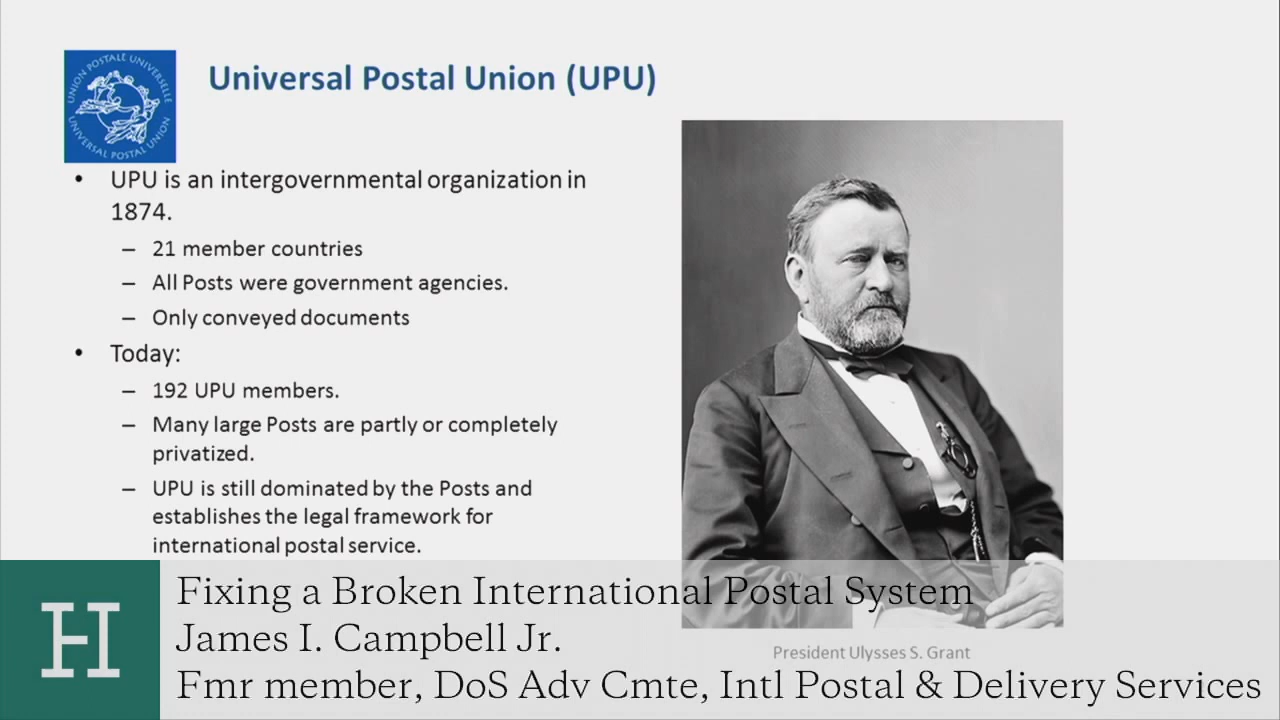 UNION POSTALE UNIVERSELLE
UNIVERSAL POSTAL UNION
Universal Postal Union (UPU)
• UPU is an intergovernmental organization in
1874.
– 21 member countries
– All Posts were government agencies.
– Only conveyed documents
• Today:
– 192 UPU members.
– Many large Posts are partly or completely
privatized.
– UPU is still dominated by the Posts and
establishes the legal framework for
international postal service.
President Ulysses S. Grant
H
Fixing a Broken International Postal System
James I. Campbell Jr.
Fmr member, DoS Adv Cmte, Intl Postal & Delivery Services